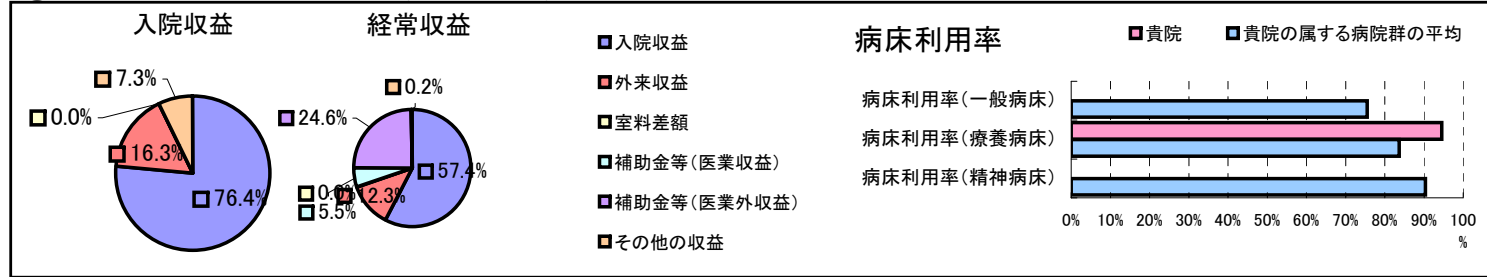 入院収益
7.3%
0.0%
16.3%
76.4%
経常収益
0.2%
24.6%
57.4%
0.0%
12.3%
5.5%
入院収益
外来収益
室料差額
補助金等(医業収益)
補助金等(医業外収益)
その他の収益
病床利用率
貴院
貴院の属する病院群の平均
病床利用率(一般病床)
病床利用率(療養病床)
病床利用率(精神病床)
0% 10% 20% 30% 40% 50% 60% 70% 80% 90% 100
%